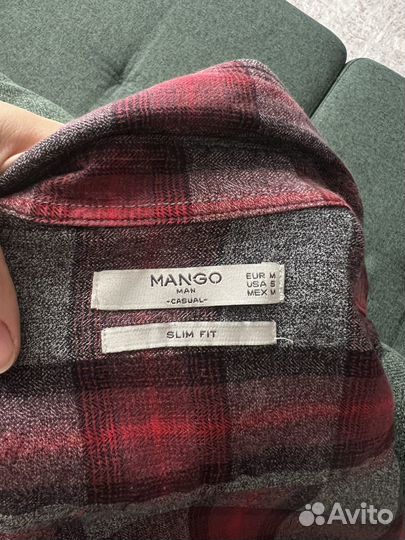 MANGO
MAN
-CASUAL-
EUR M
USA S
MEX M
SLIM FIT
Avito